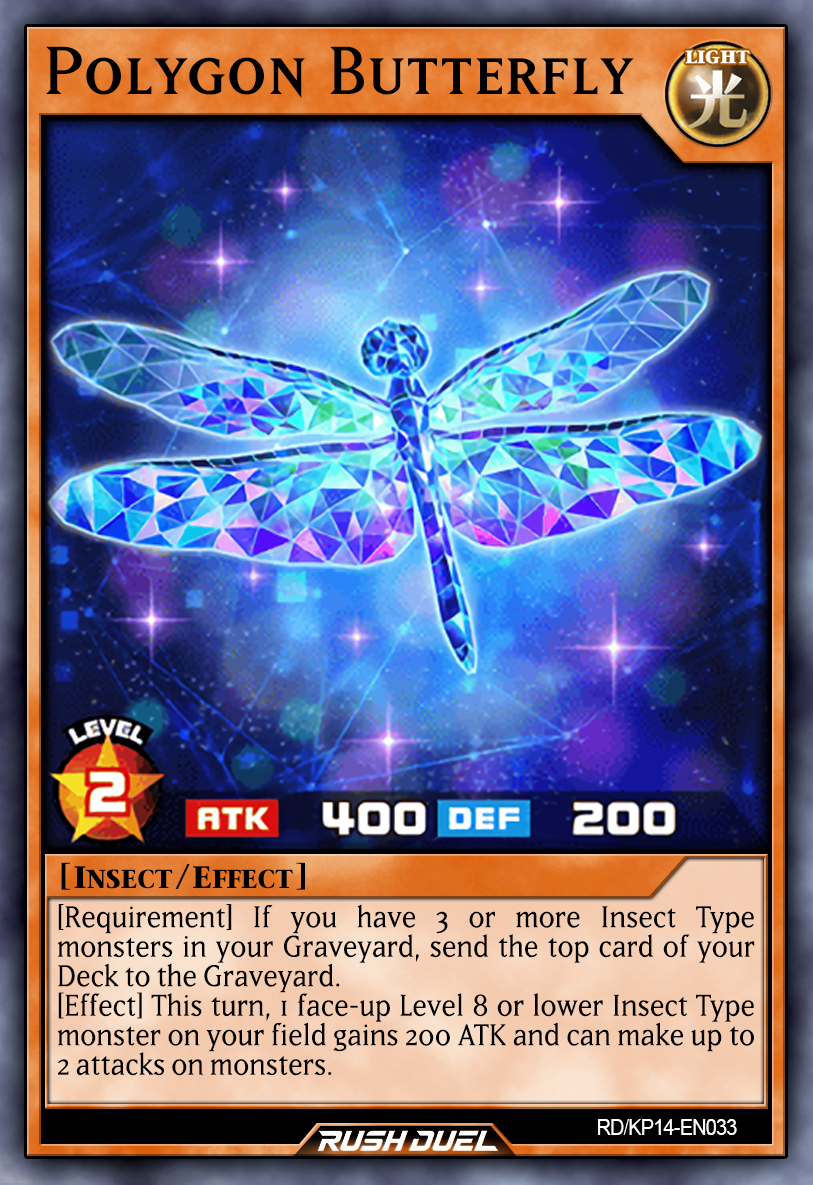 Polygon Butterfly
LIGHT
光
LEVEL
2
ATK 400 DEF 200
[Insect/Effect]
[Requirement] If you have 3 or more Insect Type
monsters in your Graveyard, send the top card of your
Deck to the Graveyard.
[Effect] This turn, 1 face-up Level 8 or lower Insect Type
monster on your field gains 200 ATK and can make up to
2 attacks on monsters.
RD/KP14-EN033
RUSH DUEL